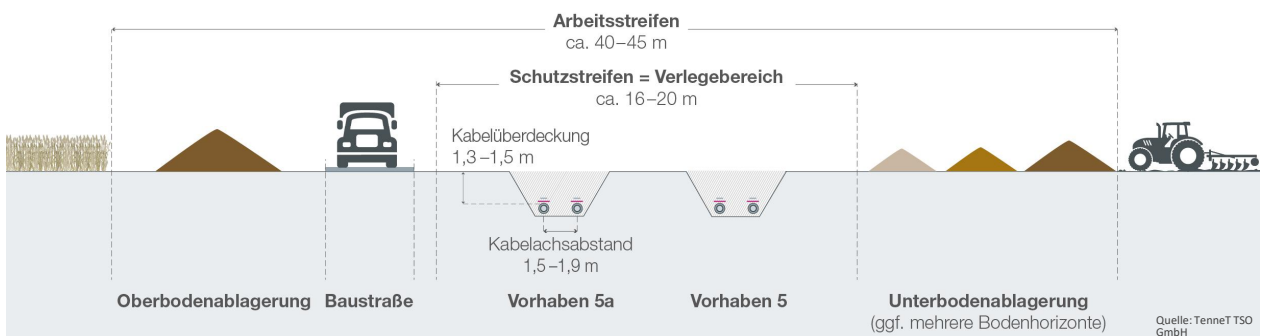 Arbeitsstreifen
ca. 40–45 m
Schutzstreifen = Verlegebereich
ca. 16–20 m
Kabelüberdeckung
1,3–1,5 m
Kabelachsabstand
1,5–1,9 m
Oberbodenablagerung
Baustraße
Vorhaben 5a
Vorhaben 5
Unterbodenablagerung
(ggf. mehrere Bodenhorizonte)
Quelle: TenneT TSO
GmbH